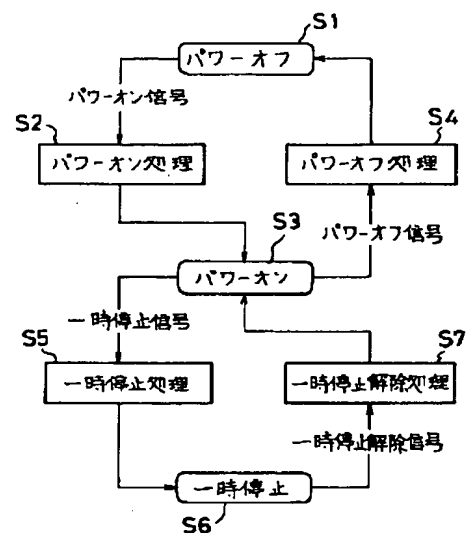 S1
パワーオフ
パワーオン信号
S2
パワーオン処理
S4
パワーオフ処理
パワーオフ信号
S3
パワーオン
一時停止信号
S5
一時停止処理
S7
一時停止解除処理
一時停止解除信号
一時停止
S6